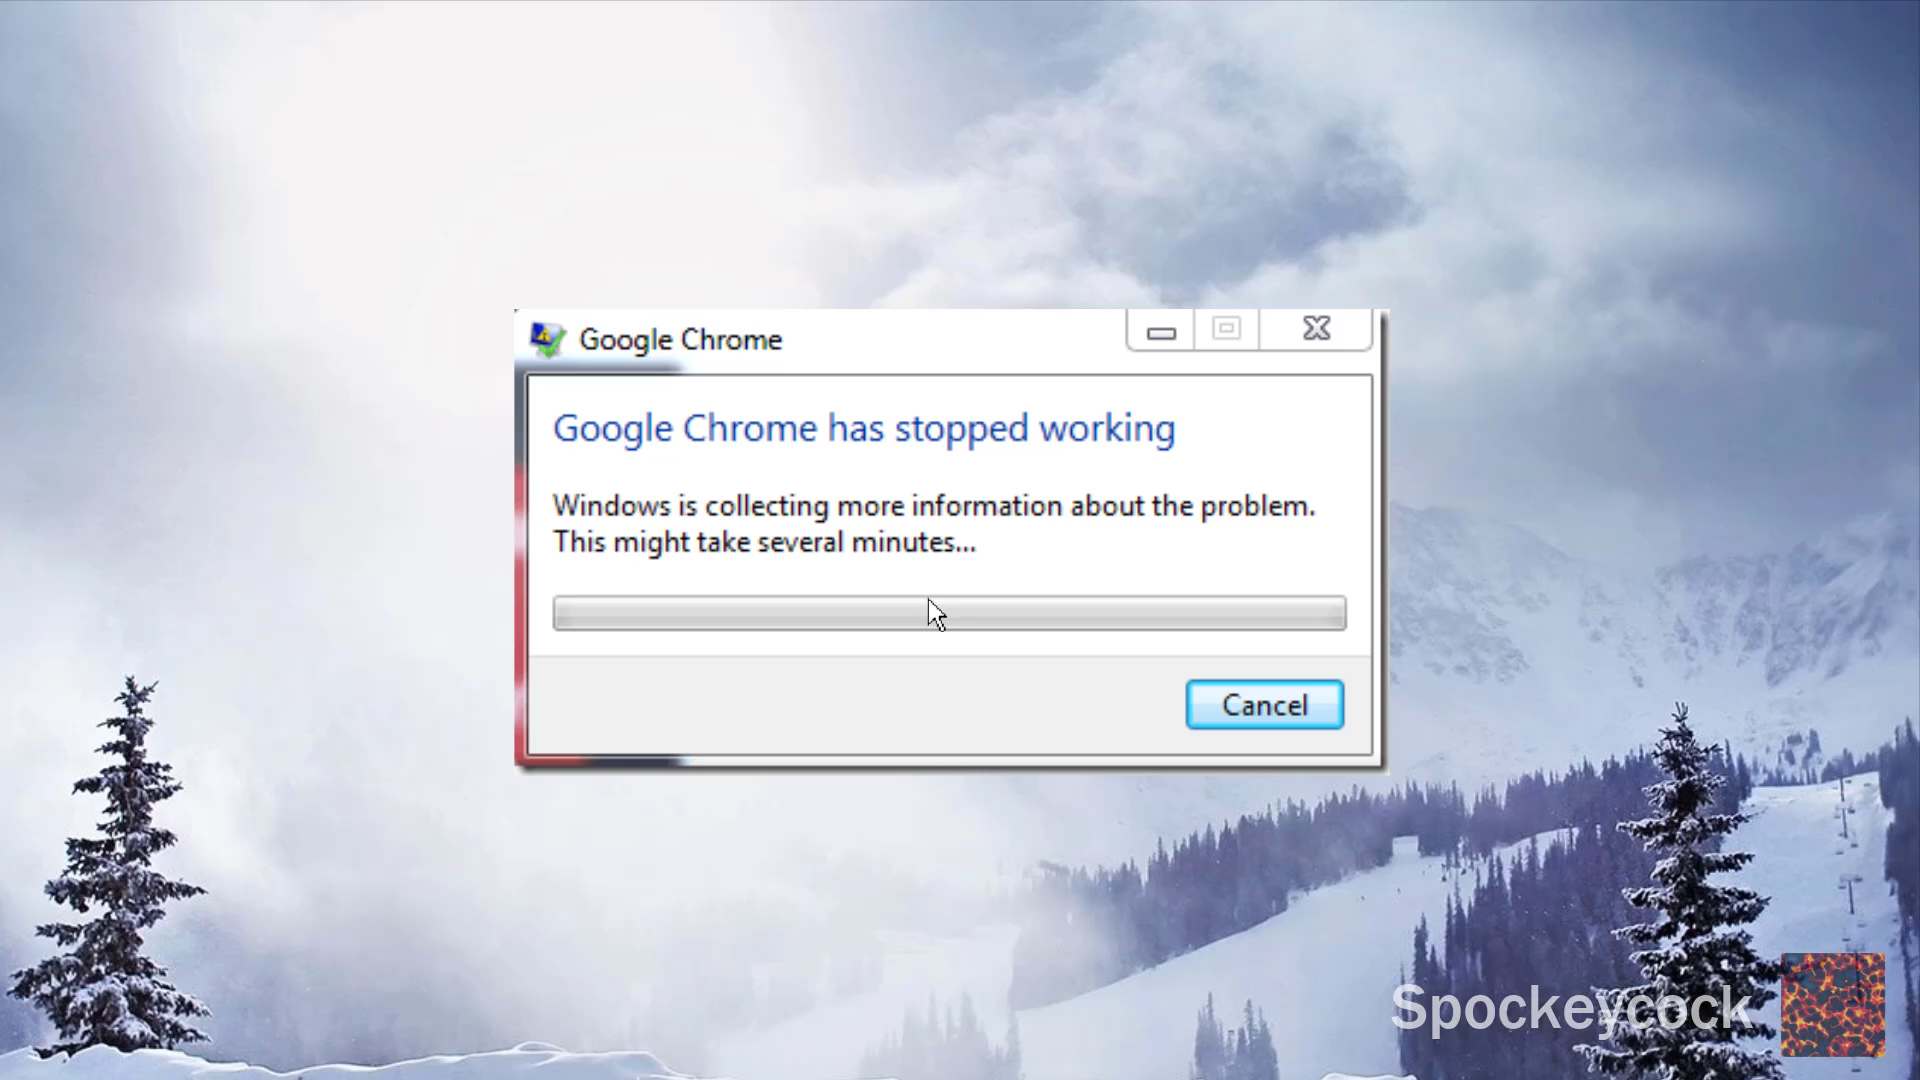 Google Chrome
Google Chrome has stopped working
Windows is collecting more information about the problem.
This might take several minutes...
Cancel
Spockeycock